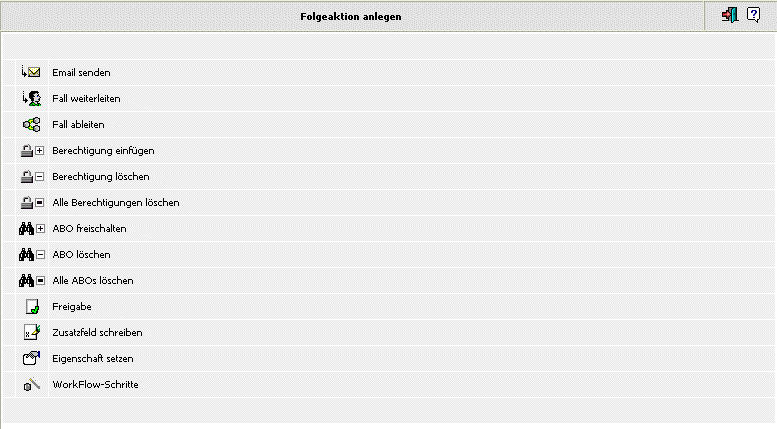 Folgeaktion anlegen
Email senden
Fall weiterleiten
Fall ableiten
Berechtigung einfügen
Berechtigung löschen
Alle Berechtigungen löschen
ABO freischalten
ABO löschen
Alle ABOs löschen
Freigabe
Zusatzfeld schreiben
Eigenschaft setzen
WorkFlow-Schritte